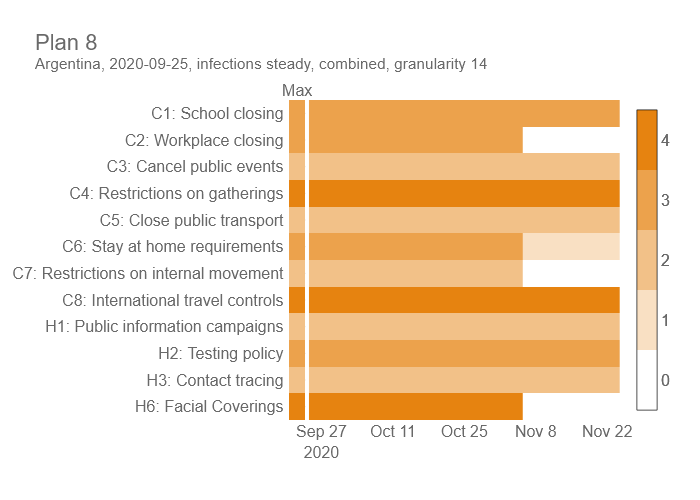 Plan 8
Argentina, 2020-09-25, infections steady, combined, granularity 14
Max
C1: School closing
C2: Workplace closing
C3: Cancel public events
C4: Restrictions on gatherings
C5: Close public transport
C6: Stay at home requirements
C7: Restrictions on internal movement
C8: International travel controls
H1: Public information campaigns
H2: Testing policy
H3: Contact tracing
H6: Facial Coverings
Sep 27 Oct 11 Oct 25 Nov 8 Nov 22
2020
4
3
2
1
0